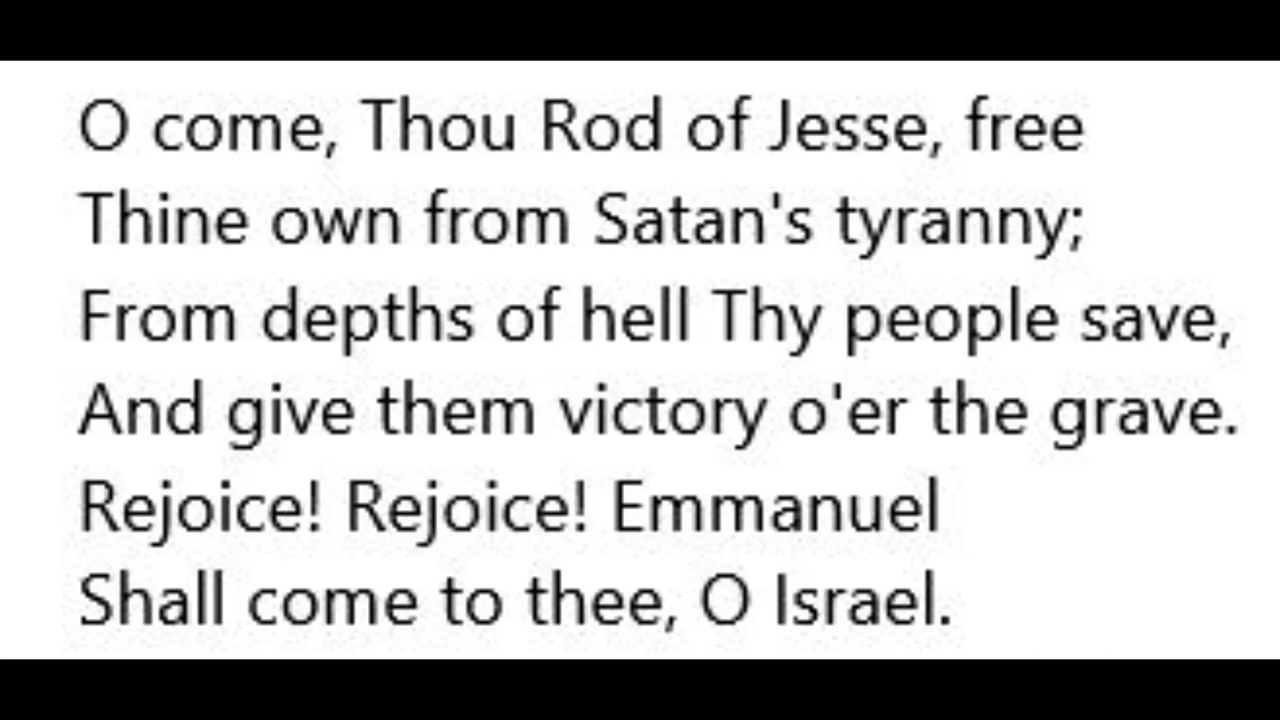 O come, Thou Rod of Jesse, free
Thine own from Satan's tyranny;
From depths of hell Thy people save,
And give them victory o'er the grave.
Rejoice! Rejoice! Emmanuel
Shall come to thee, O Israel.